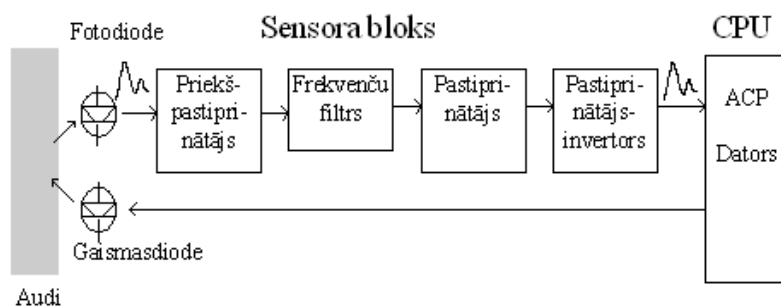 Fotodiode
Sensora bloks
CPU
Priekš-
pastipri-
nātājs
Frekvenču
filtrs
Pastipri-
nātājs
Pastipri-
nātājs-
invertors
ACP
Dators
Gaismasdiode
Audi